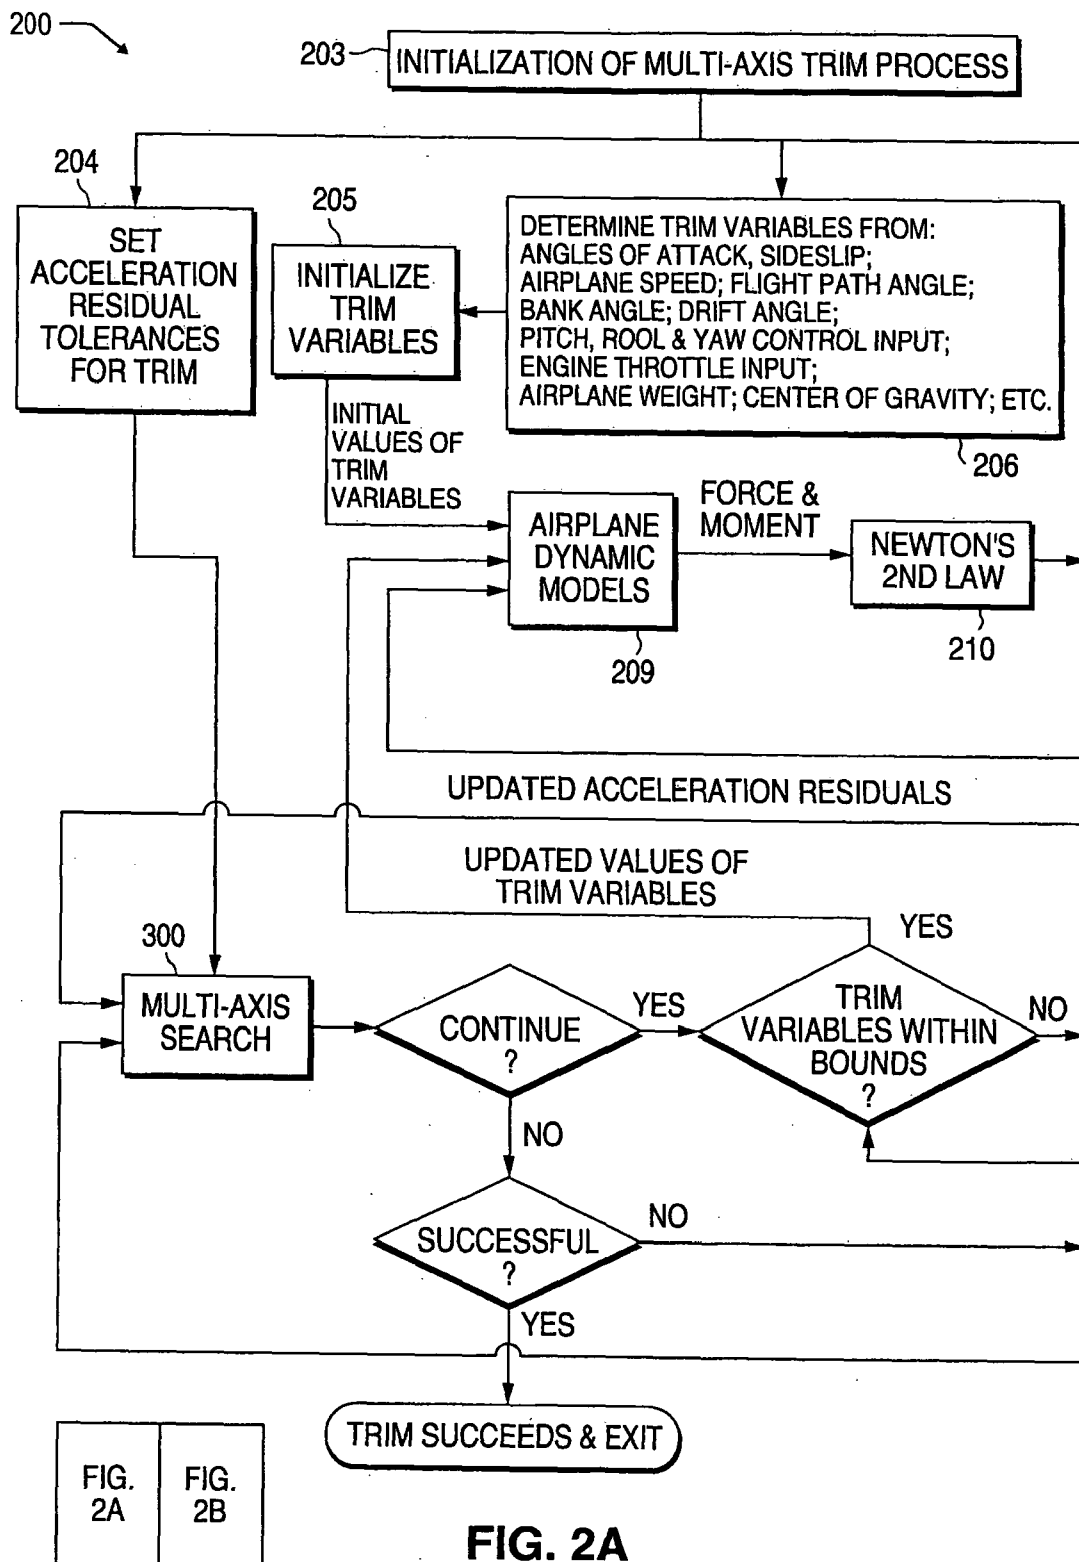 200
203
INITIALIZATION OF MULTI-AXIS TRIM PROCESS
204
SET
ACCELERATION
RESIDUAL
TOLERANCES
FOR TRIM
205
INITIALIZE
TRIM
VARIABLES
DETERMINE TRIM VARIABLES FROM:
ANGLES OF ATTACK, SIDESLIP;
AIRPLANE SPEED; FLIGHT PATH ANGLE;
BANK ANGLE; DRIFT ANGLE;
PITCH, ROOL & YAW CONTROL INPUT;
ENGINE THROTTLE INPUT;
AIRPLANE WEIGHT; CENTER OF GRAVITY; ETC.
206
INITIAL
VALUES OF
TRIM
VARIABLES
AIRPLANE
DYNAMIC
MODELS
209
FORCE &
MOMENT
NEWTON'S
2ND LAW
210
UPDATED ACCELERATION RESIDUALS
UPDATED VALUES OF
TRIM VARIABLES
300
MULTI-AXIS
SEARCH
CONTINUE
?
YES
NO
TRIM
VARIABLES WITHIN
BOUNDS
?
YES
NO
SUCCESSFUL
?
NO
YES
TRIM SUCCEEDS & EXIT
FIG.
2A
FIG.
2B
FIG. 2A